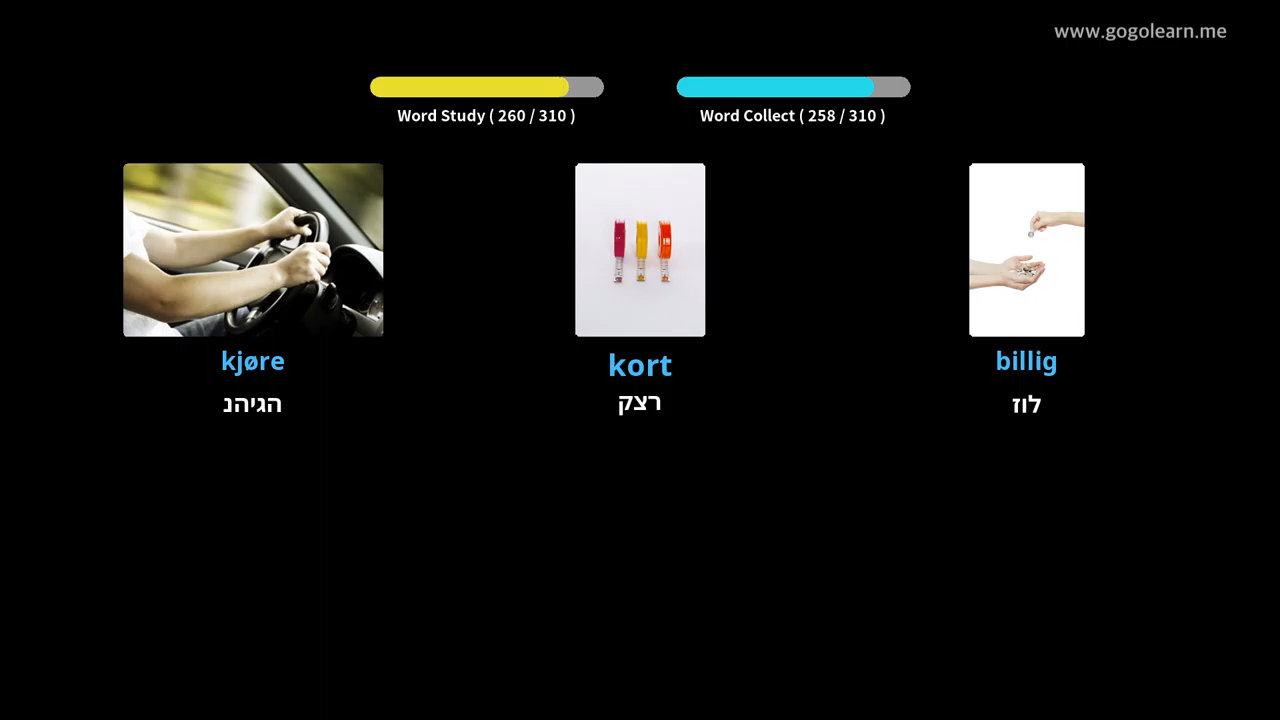 www.gogolearn.me
Word Study ( 260 / 310 )
Word Collect ( 258 / 310 )
kjøre
הגיהנ
kort
רצק
billig
לוז